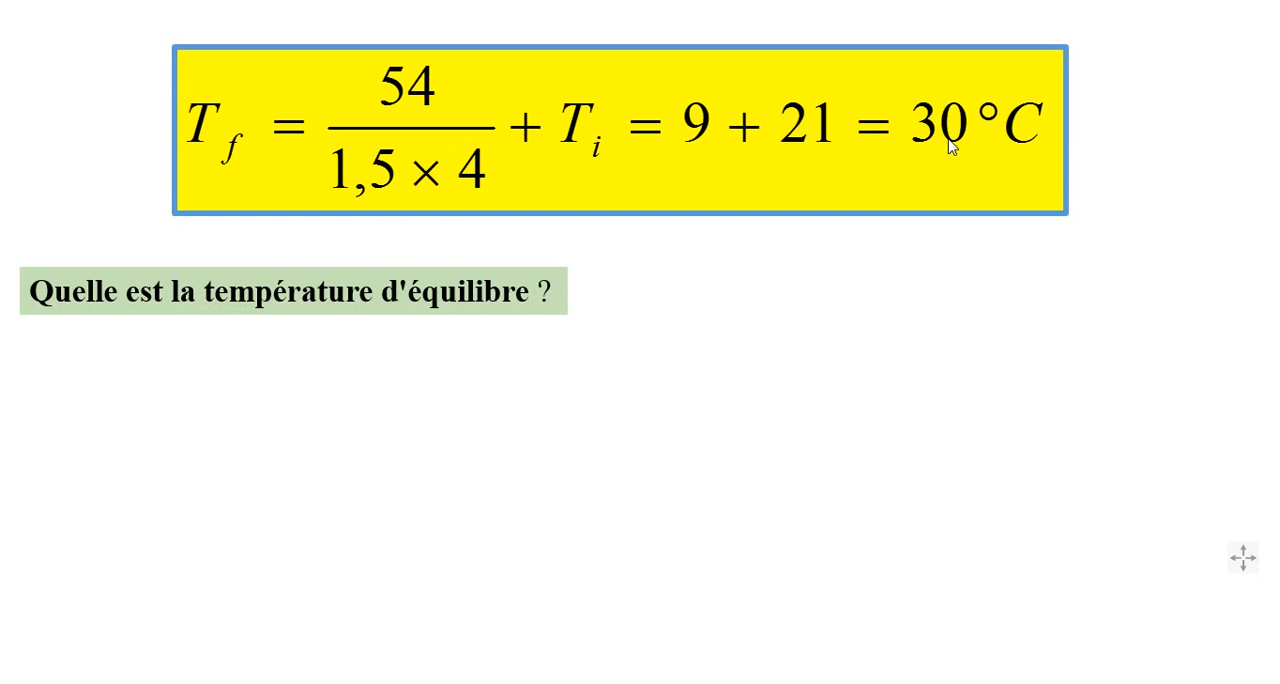 T_f = 54 / (1,5 × 4) + T_i = 9 + 21 = 30 °C
Quelle est la température d'équilibre ?